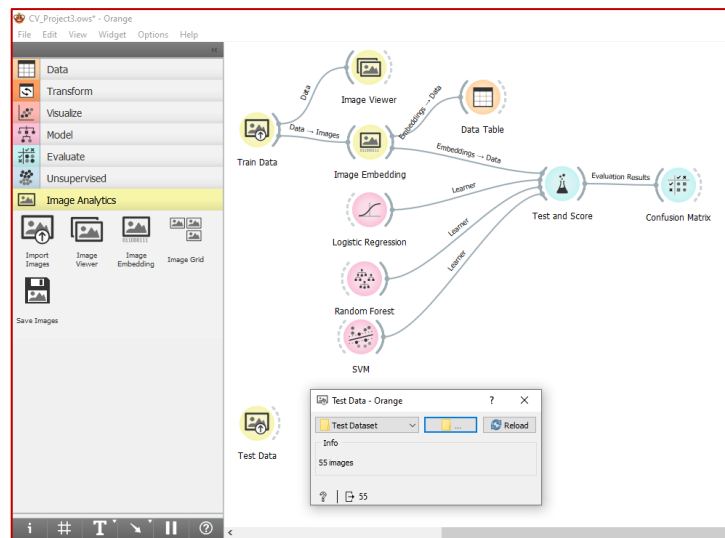 CV_Project3.ows* - Orange
File Edit View Widget Options Help
Data
Transform
Visualize
Model
Evaluate
Unsupervised
Image Analytics
Import Images
Image Viewer
Image Embedding
Image Grid
Save Images
Train Data
Data
Image Viewer
Data → Images
Image Embedding
Embeddings → Data
Data Table
Embeddings → Data
Learner
Logistic Regression
Learner
Random Forest
Learner
SVM
Test and Score
Evaluation Results
Confusion Matrix
Test Data
Test Data - Orange ? ×
Test Dataset ... Reload
Info
55 images
? | 55
i # T ?